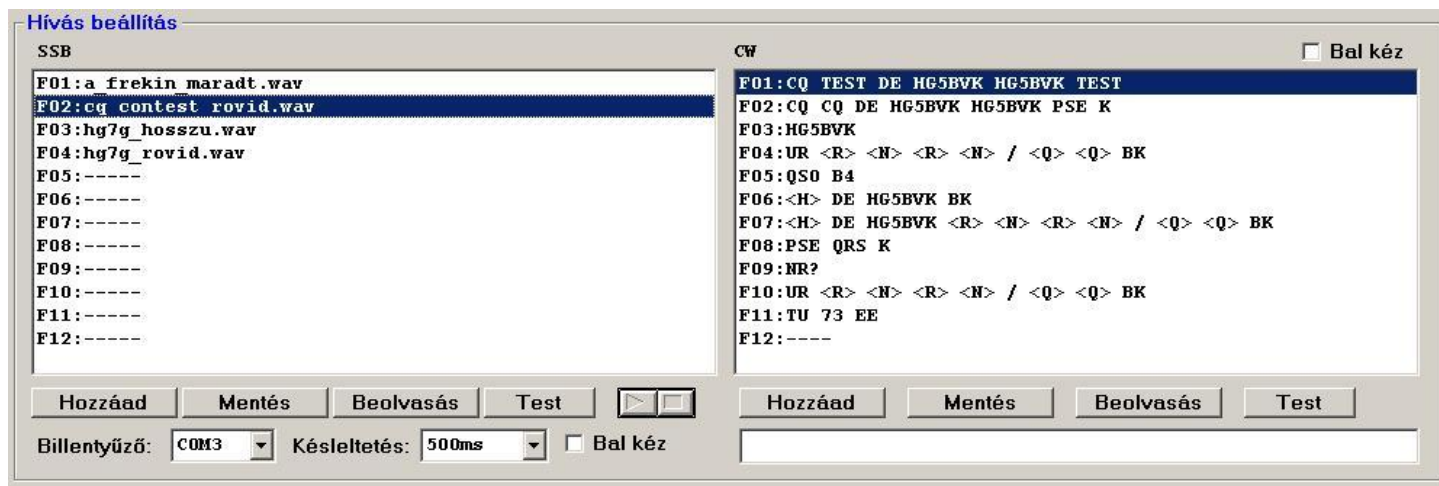 Hívás beállítás
SSB
F01:a_frekin_maradt.wav
F02:cq_contest_rovid.wav
F03:hg7g_hosszu.wav
F04:hg7g_rovid.wav
F05:-----
F06:-----
F07:-----
F08:-----
F09:-----
F10:-----
F11:-----
F12:-----
Hozzáad Mentés Beolvasás Test
Billentyűző: COM3 Késleltetés: 500ms Bal kéz
CW Bal kéz
F01:CQ TEST DE HG5BVK HG5BVK TEST
F02:CQ CQ DE HG5BVK HG5BVK PSE K
F03:HG5BVK
F04:UR <R> <N> <R> <N> / <Q> <Q> BK
F05:QSO B4
F06:<H> DE HG5BVK BK
F07:<H> DE HG5BVK <R> <N> <R> <N> / <Q> <Q> BK
F08:PSE QRS K
F09:NR?
F10:UR <R> <N> <R> <N> / <Q> <Q> BK
F11:TU 73 EE
F12:----
Hozzáad Mentés Beolvasás Test